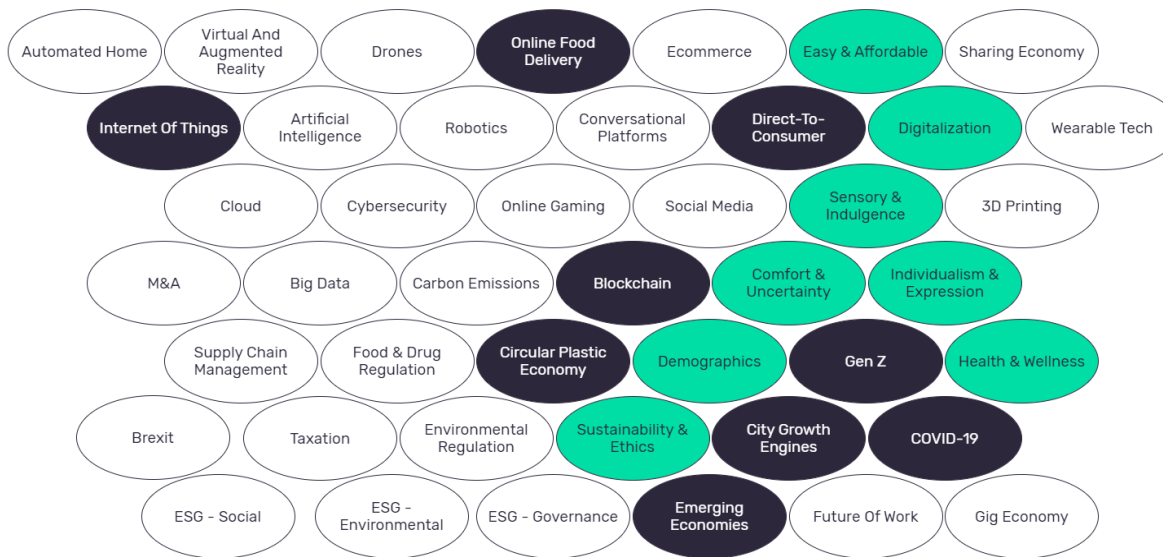 Automated Home
Virtual And
Augmented
Reality
Drones
Online Food
Delivery
Ecommerce
Easy & Affordable
Sharing Economy
Internet Of Things
Artificial
Intelligence
Robotics
Conversational
Platforms
Direct-To-
Consumer
Digitalization
Wearable Tech
Cloud
Cybersecurity
Online Gaming
Social Media
Sensory &
Indulgence
3D Printing
M&A
Big Data
Carbon Emissions
Blockchain
Comfort &
Uncertainty
Individualism &
Expression
Supply Chain
Management
Food & Drug
Regulation
Circular Plastic
Economy
Demographics
Gen Z
Health & Wellness
Brexit
Taxation
Environmental
Regulation
Sustainability &
Ethics
City Growth
Engines
COVID-19
ESG - Social
ESG -
Environmental
ESG - Governance
Emerging
Economies
Future Of Work
Gig Economy